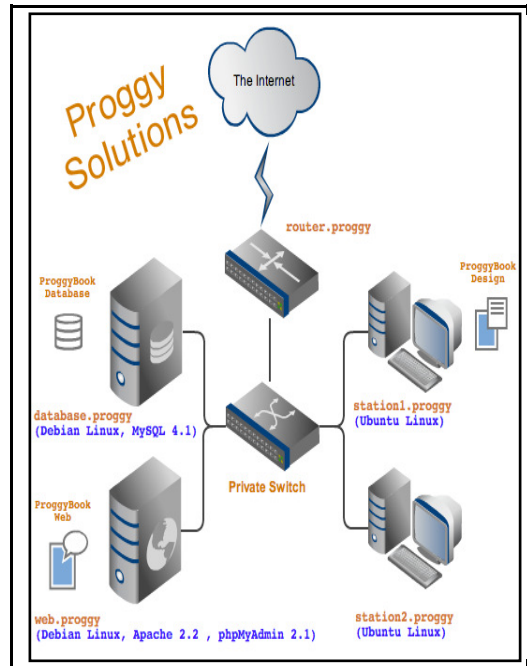 The Internet
Proggy
Solutions
router.proggy
ProggyBook
Database
ProggyBook
Design
database.proggy
(Debian Linux, MySQL 4.1)
station1.proggy
(Ubuntu Linux)
Private Switch
ProggyBook
Web
web.proggy
(Debian Linux, Apache 2.2 , phpMyAdmin 2.1)
station2.proggy
(Ubuntu Linux)